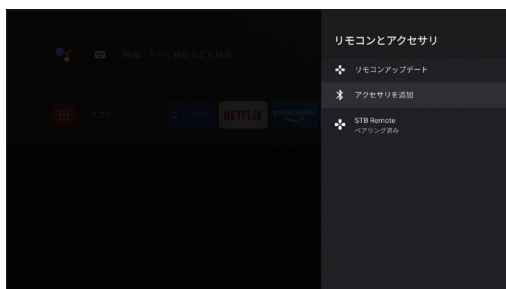 リモコンとアクセサリ
映画、テレビ番組などを検索
リモコンアップデート
アクセサリを追加
アプリ
NETFLIX
prime video
STB Remote
ペアリング済み